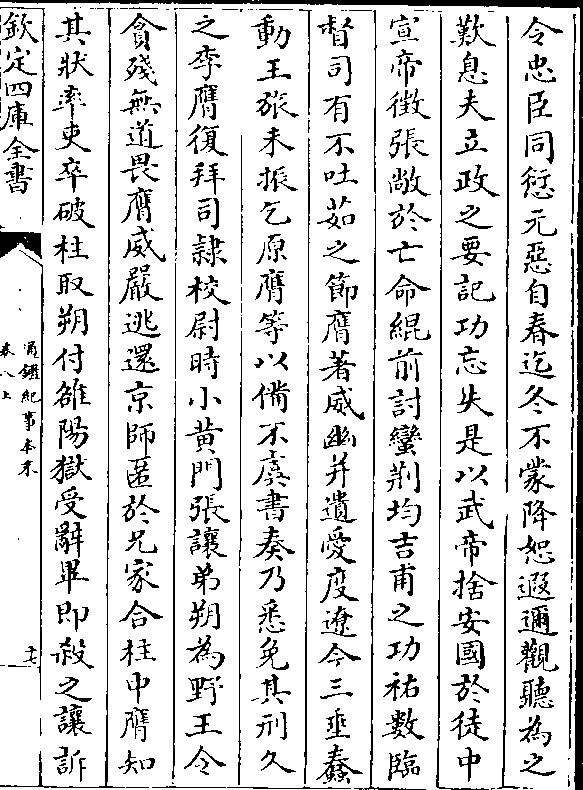 令忠臣同愆元惡自春迄冬不蒙降恕遐邇觀聽為之
歎息夫立政之要記功忘失是以武帝捨安國於徒中
宣帝徵張敞於亡命緄前討蠻荆均吉甫之功祐數臨
督司有不吐茹之節膺著威幽并遺愛度遼今三垂蠢
動王旅未振乞原膺等以備不虞書奏乃悉免其刑久
之李膺復拜司隸校尉時小黄門張讓弟朔為野王令
貪殘無道畏膺威嚴逃還京師匿於兄家合柱中膺知
其狀率吏卒破柱取朔付雒陽獄受辭畢即殺之讓訴
欽定四庫全書
通鑑紀事本末
卷八上
十七